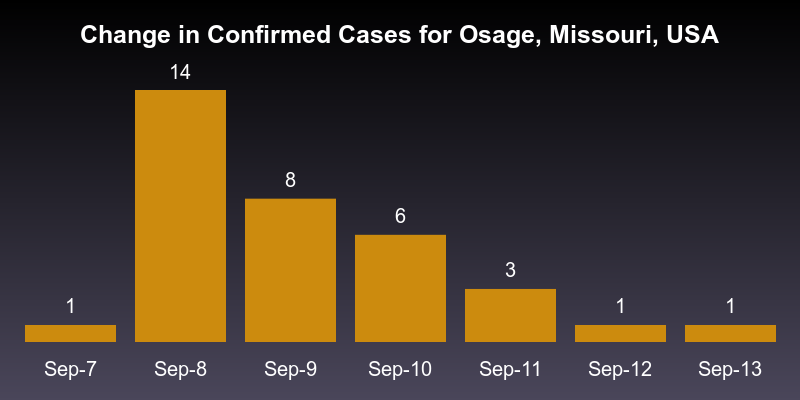 Change in Confirmed Cases for Osage, Missouri, USA
14
8
6
3
1
1
1
Sep-7
Sep-8
Sep-9
Sep-10
Sep-11
Sep-12
Sep-13